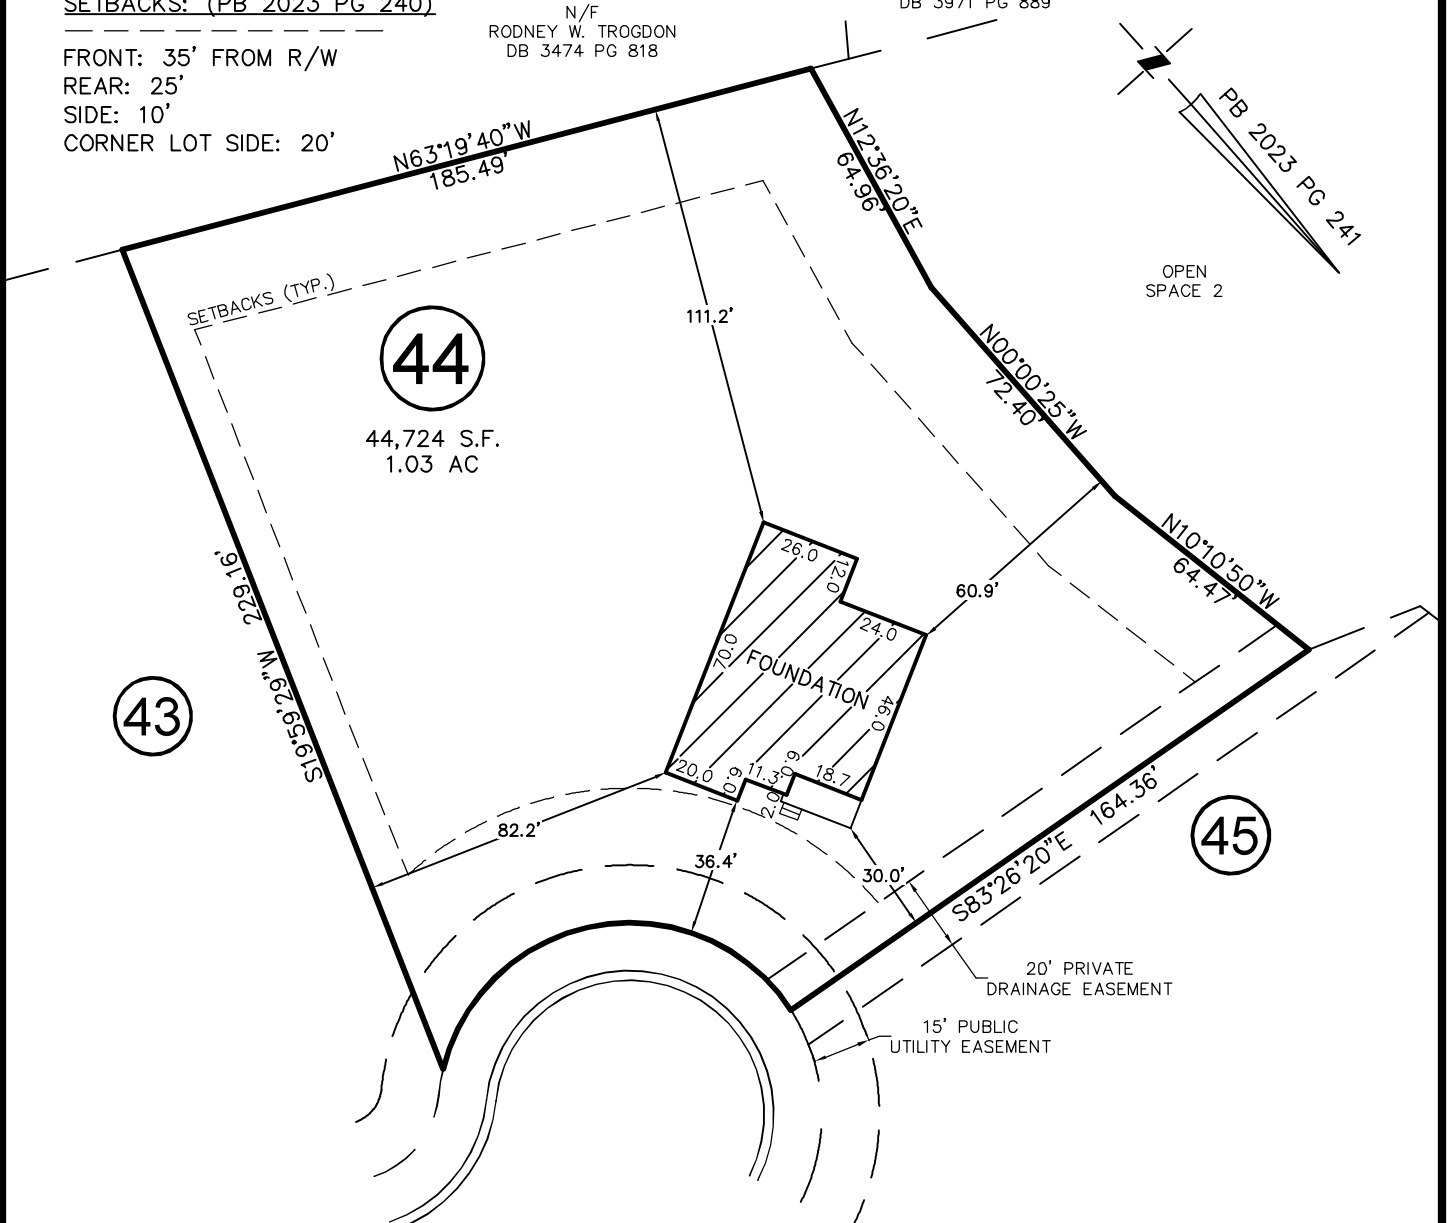 SETBACKS: (PB 2023 PG 240)
FRONT: 35' FROM R/W
REAR: 25'
SIDE: 10'
CORNER LOT SIDE: 20'
N/F
RODNEY W. TROGDON
DB 3474 PG 818
DB 3971 PG 889
PB 2023 PG 241
N63°19'40"W
185.49'
N12°36'20"E
64.96'
OPEN
SPACE 2
SETBACKS (TYP.)
111.2'
44
44,724 S.F.
1.03 AC
N00°00'25"W
72.40'
N10°10'50"W
64.47'
S19°59'29"W 229.16'
26.0
12.0
60.9'
24.0
70.0
FOUNDATION
46.0
43
20.0
6.0
11.3
6.0
18.7
2.0
82.2'
36.4'
30.0'
S83°26'20"E 164.36'
45
20' PRIVATE
DRAINAGE EASEMENT
15' PUBLIC
UTILITY EASEMENT